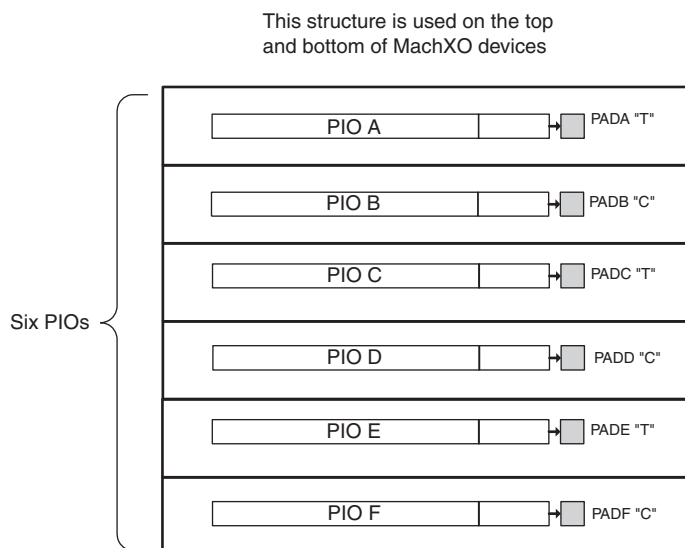 This structure is used on the top
and bottom of MachXO devices
PIO A
PADA "T"
PIO B
PADB "C"
PIO C
PADC "T"
Six PIOs
PIO D
PADD "C"
PIO E
PADE "T"
PIO F
PADF "C"